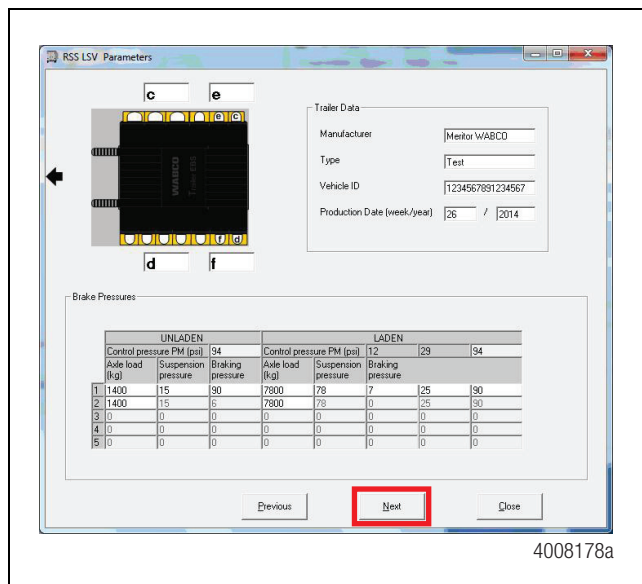 RSS LSV Parameters
c e
e c
WABCO
Trailer EBS
f d
d f
Trailer Data
Manufacturer Meritor WABCO
Type Test
Vehicle ID 1234567891234567
Production Date (week/year) 26 / 2014
Brake Pressures
UNLADEN LADEN
Control pressure PM (psi) 94 Control pressure PM (psi) 12 29 94
Axle load (kg) Suspension pressure Braking pressure Axle load (kg) Suspension pressure Braking pressure
1 1400 15 90 7800 78 7 25 90
2 1400 15 6 7800 78 0 25 90
3 0 0 0 0 0 0 0 0
4 0 0 0 0 0 0 0 0
5 0 0 0 0 0 0 0 0
Previous Next Close
4008178a